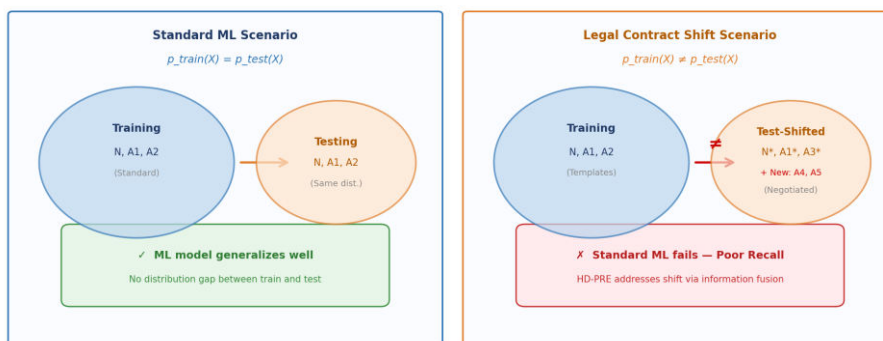 Standard ML Scenario
p_train(X) = p_test(X)
Training
N, A1, A2
(Standard)
Testing
N, A1, A2
(Same dist.)
✓ ML model generalizes well
No distribution gap between train and test
Legal Contract Shift Scenario
p_train(X) ≠ p_test(X)
Training
N, A1, A2
(Templates)
≠
Test-Shifted
N*, A1*, A3*
+ New: A4, A5
(Negotiated)
✗ Standard ML fails — Poor Recall
HD-PRE addresses shift via information fusion